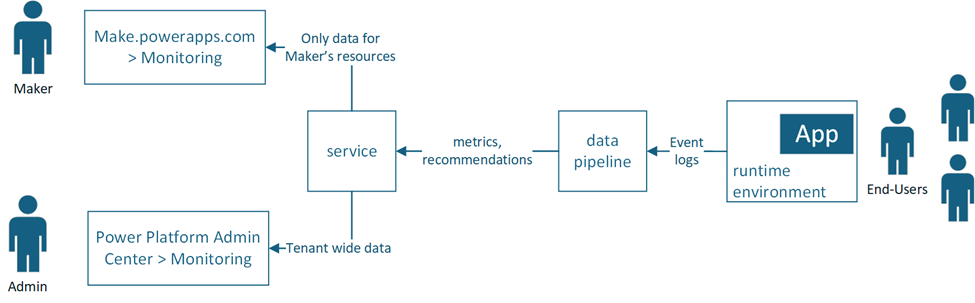 Make.powerapps.com
> Monitoring
Maker
Only data for
Maker's resources
service
metrics,
recommendations
data
pipeline
Event
logs
App
runtime
environment
End-Users
Power Platform Admin
Center > Monitoring
Admin
Tenant wide data